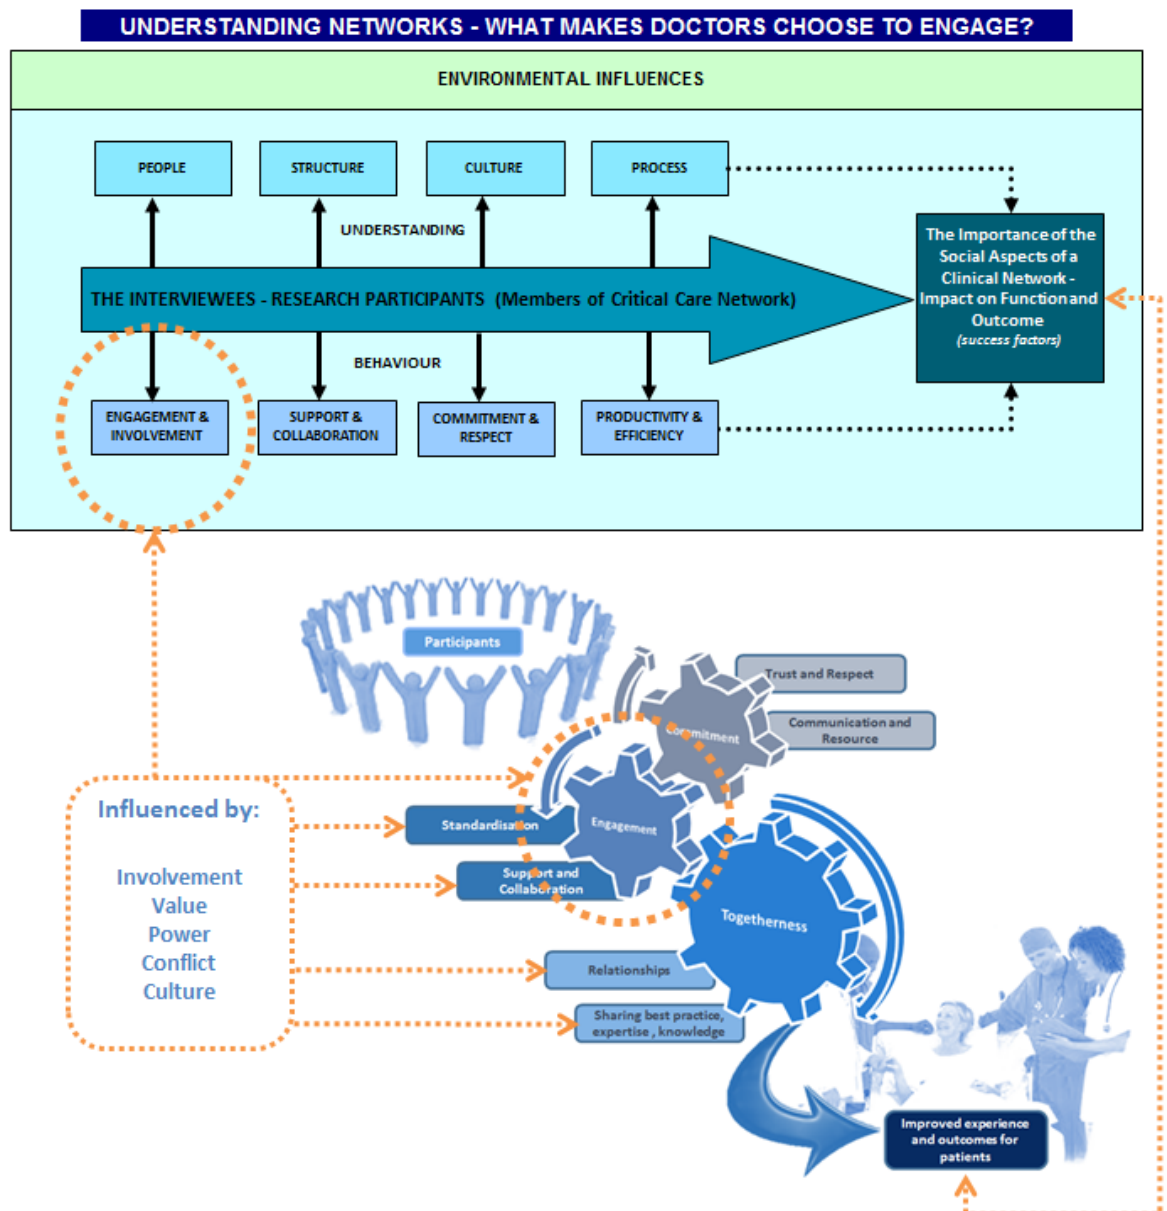 UNDERSTANDING NETWORKS - WHAT MAKES DOCTORS CHOOSE TO ENGAGE?
ENVIRONMENTAL INFLUENCES
PEOPLE
STRUCTURE
CULTURE
PROCESS
UNDERSTANDING
The Importance of the
Social Aspects of a
Clinical Network -
Impact on Function and
Outcome
(success factors)
THE INTERVIEWEES - RESEARCH PARTICIPANTS (Members of Critical Care Network)
BEHAVIOUR
ENGAGEMENT &
INVOLVEMENT
SUPPORT &
COLLABORATION
COMMITMENT &
RESPECT
PRODUCTIVITY &
EFFICIENCY
Participants
Trust and Respect
Communication and
Resource
Commitment
Influenced by:
Involvement
Value
Power
Conflict
Culture
Standardisation
Engagement
Support and
Collaboration
Togetherness
Relationships
Sharing best practice,
expertise , knowledge
Improved experience
and outcomes for
patients